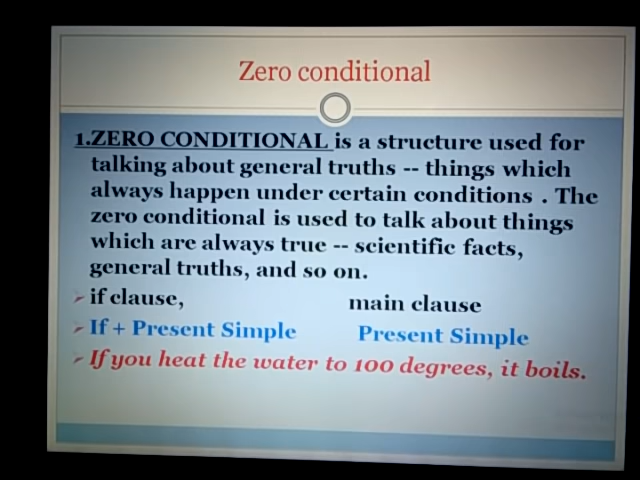 Zero conditional
1.ZERO CONDITIONAL is a structure used for
talking about general truths -- things which
always happen under certain conditions . The
zero conditional is used to talk about things
which are always true -- scientific facts,
general truths, and so on.
if clause, main clause
If + Present Simple Present Simple
If you heat the water to 100 degrees, it boils.